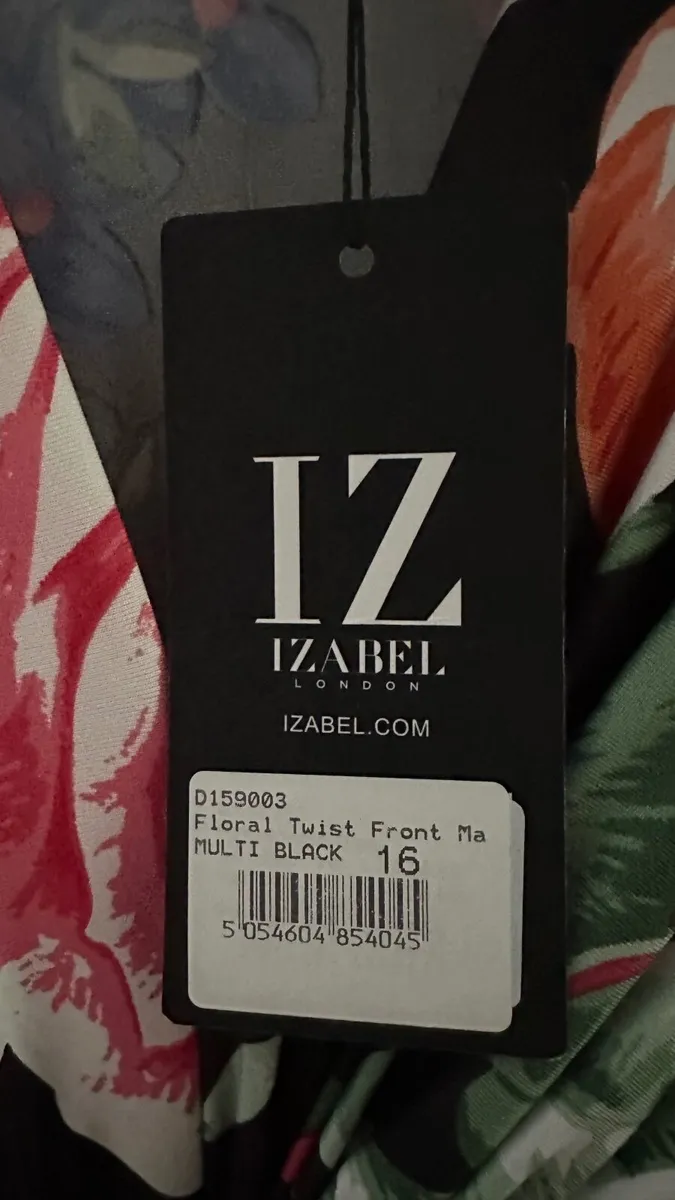 IZ
IZABEL
LONDON
IZABEL.COM
D159003
Floral Twist Front Ma
MULTI BLACK 16
5 054604 854045